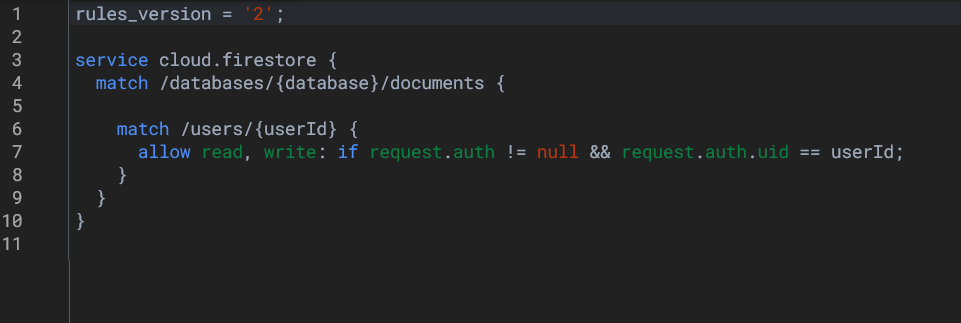 1 rules_version = '2';
2
3 service cloud.firestore {
4   match /databases/{database}/documents {
5
6     match /users/{userId} {
7       allow read, write: if request.auth != null && request.auth.uid == userId;
8     }
9   }
10 }
11